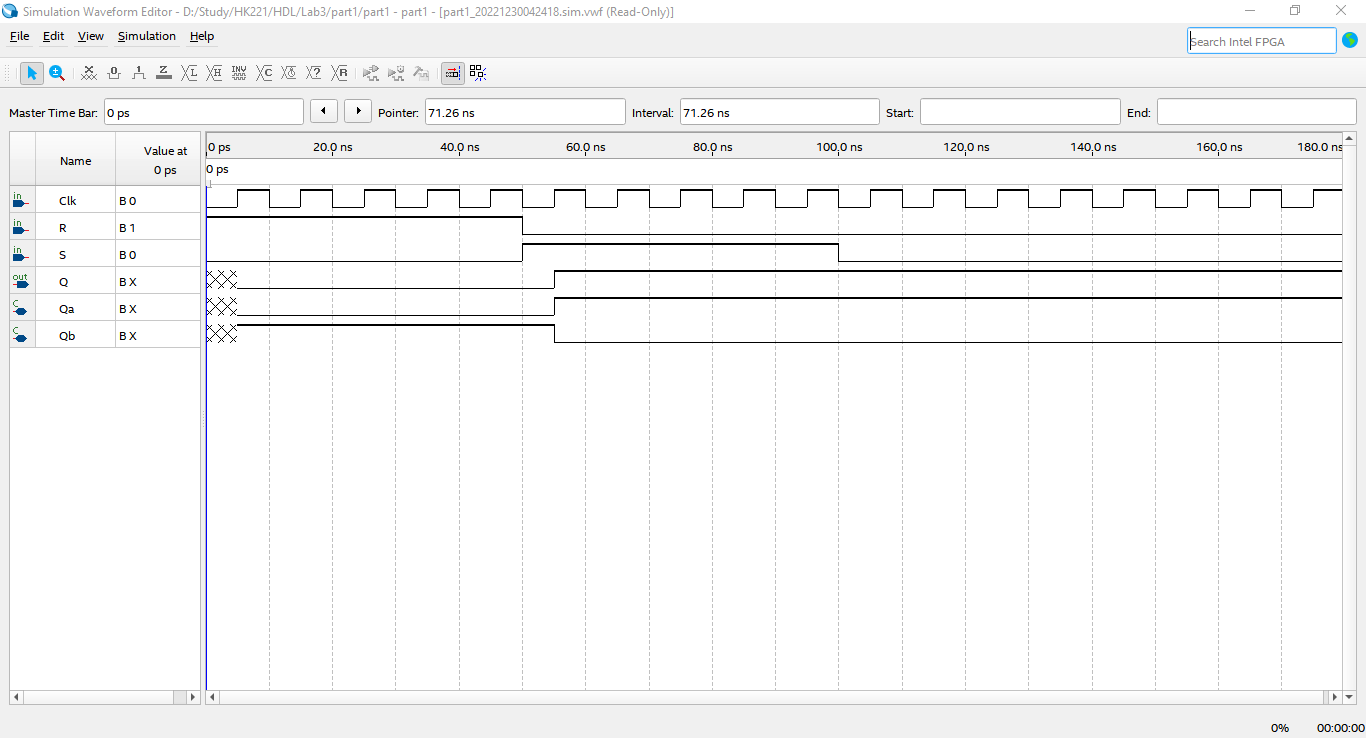 Simulation Waveform Editor - D:/Study/HK221/HDL/Lab3/part1/part1 - part1 - [part1_20221230042418.sim.vwf (Read-Only)]
File Edit View Simulation Help
Search Intel FPGA
Master Time Bar: 0 ps Pointer: 71.26 ns Interval: 71.26 ns Start: End:
Name Value at 0 ps
0 ps 20.0 ns 40.0 ns 60.0 ns 80.0 ns 100.0 ns 120.0 ns 140.0 ns 160.0 ns 180.0 ns
0 ps
in Clk B 0
in R B 1
in S B 0
out Q B X
C Qa B X
C Qb B X
0% 00:00:00